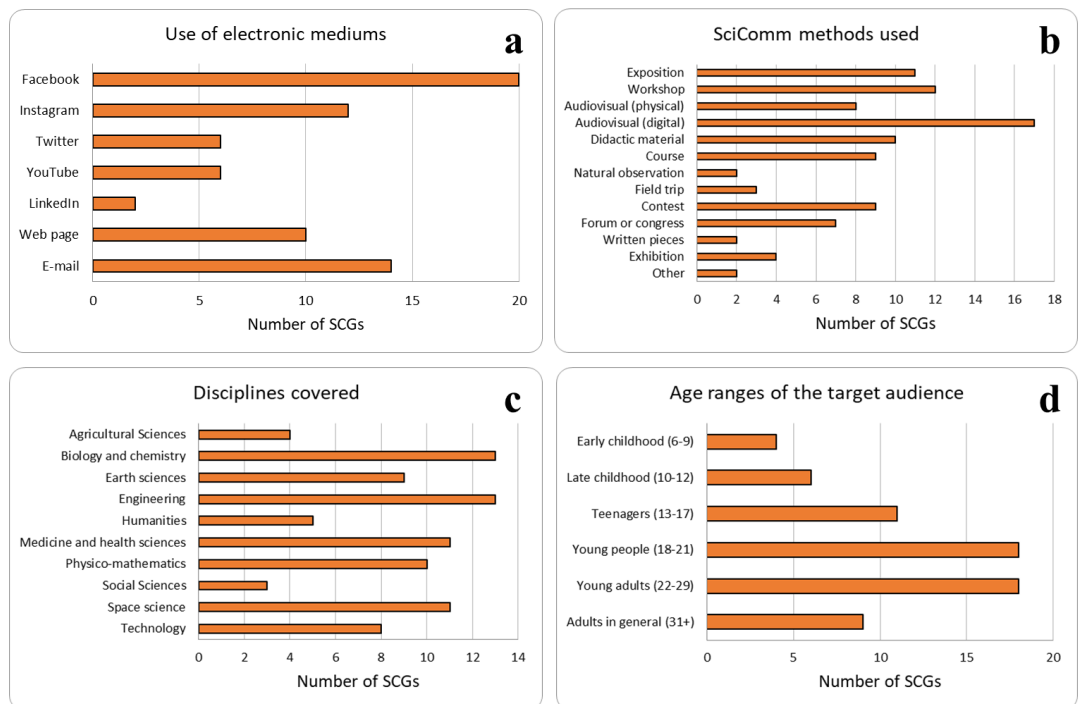 Use of electronic mediums
a
Facebook
Instagram
Twitter
YouTube
LinkedIn
Web page
E-mail
0 5 10 15 20
Number of SCGs
SciComm methods used
b
Exposition
Workshop
Audiovisual (physical)
Audiovisual (digital)
Didactic material
Course
Natural observation
Field trip
Contest
Forum or congress
Written pieces
Exhibition
Other
0 2 4 6 8 10 12 14 16 18
Number of SCGs
Disciplines covered
c
Agricultural Sciences
Biology and chemistry
Earth sciences
Engineering
Humanities
Medicine and health sciences
Physico-mathematics
Social Sciences
Space science
Technology
0 2 4 6 8 10 12 14
Number of SCGs
Age ranges of the target audience
d
Early childhood (6-9)
Late childhood (10-12)
Teenagers (13-17)
Young people (18-21)
Young adults (22-29)
Adults in general (31+)
0 5 10 15 20
Number of SCGs